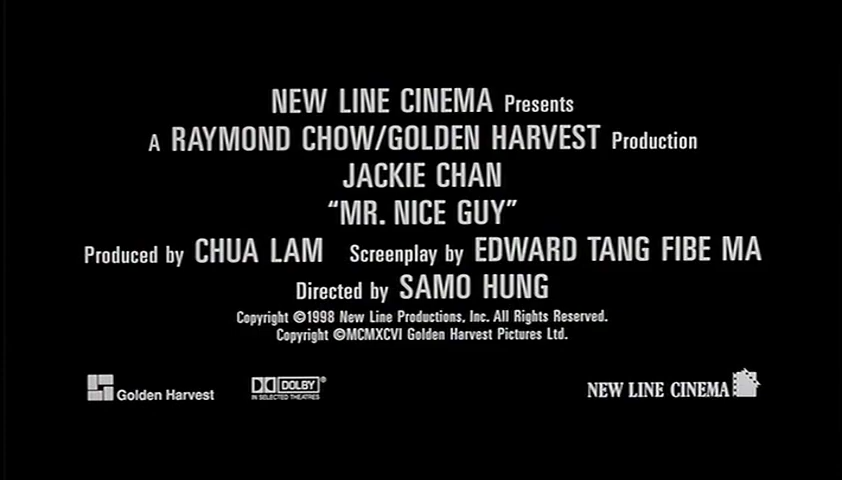 NEW LINE CINEMA Presents
A RAYMOND CHOW/GOLDEN HARVEST Production
JACKIE CHAN
“MR. NICE GUY”
Produced by CHUA LAM Screenplay by EDWARD TANG FIBE MA
Directed by SAMO HUNG
Copyright ©1998 New Line Productions, Inc. All Rights Reserved.
Copyright ©MCMXCVI Golden Harvest Pictures Ltd.
Golden Harvest
DOLBY®
IN SELECTED THEATRES
NEW LINE CINEMA